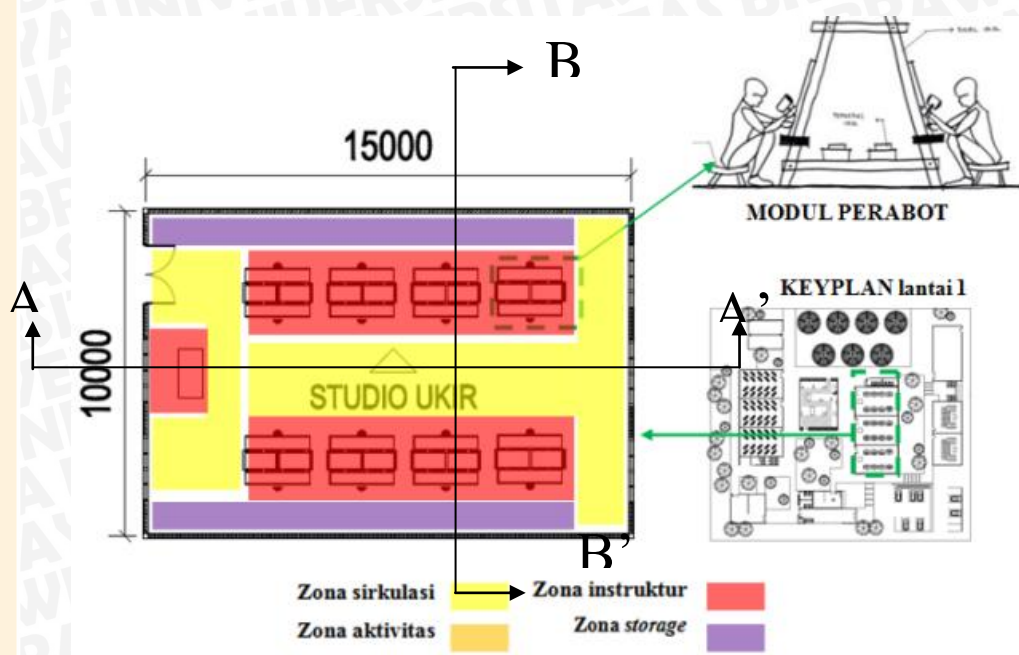 B
15000
MODUL PERABOT
KEYPLAN lantai 1
A
A'
10000
STUDIO UKIR
B'
Zona sirkulasi
Zona instruktur
Zona aktivitas
Zona storage